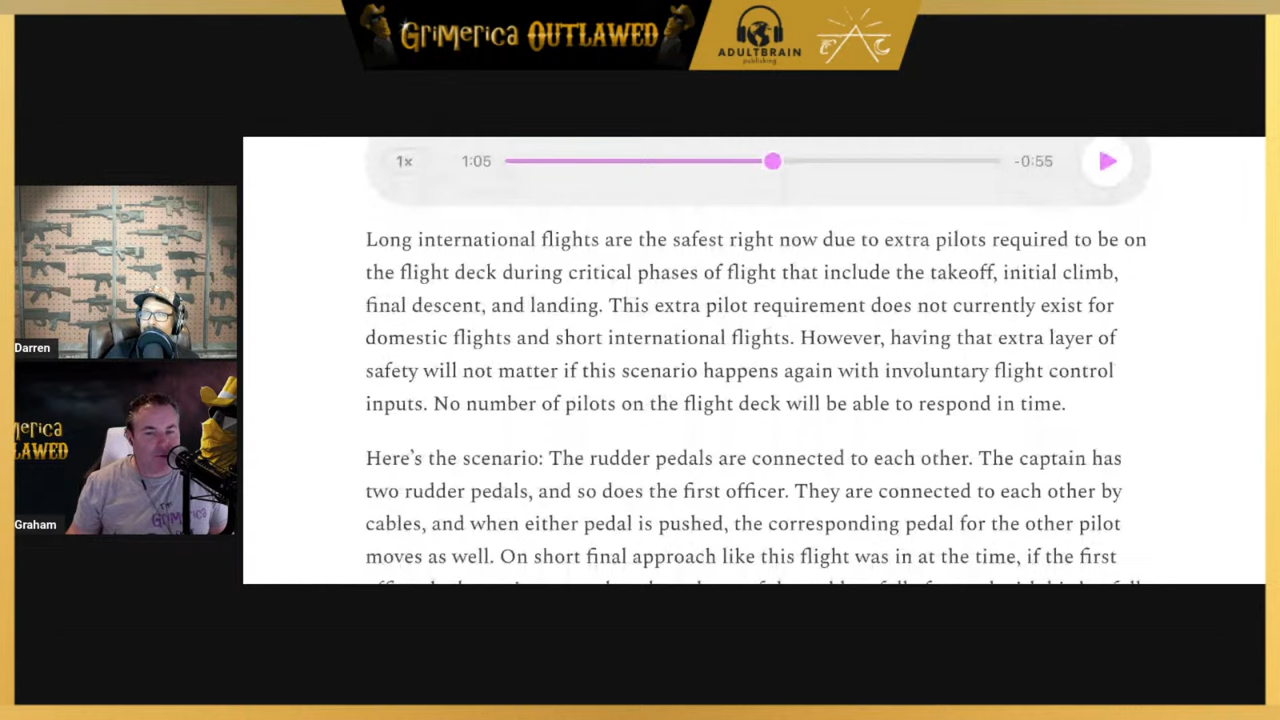 Grimerica OUTLAWED
ADULTBRAIN
publishing
1x
1:05
-0:55
Long international flights are the safest right now due to extra pilots required to be on
the flight deck during critical phases of flight that include the takeoff, initial climb,
final descent, and landing. This extra pilot requirement does not currently exist for
domestic flights and short international flights. However, having that extra layer of
safety will not matter if this scenario happens again with involuntary flight control
inputs. No number of pilots on the flight deck will be able to respond in time.
Here's the scenario: The rudder pedals are connected to each other. The captain has
two rudder pedals, and so does the first officer. They are connected to each other by
cables, and when either pedal is pushed, the corresponding pedal for the other pilot
moves as well. On short final approach like this flight was in at the time, if the first
Darren
merica
LAWED
Graham